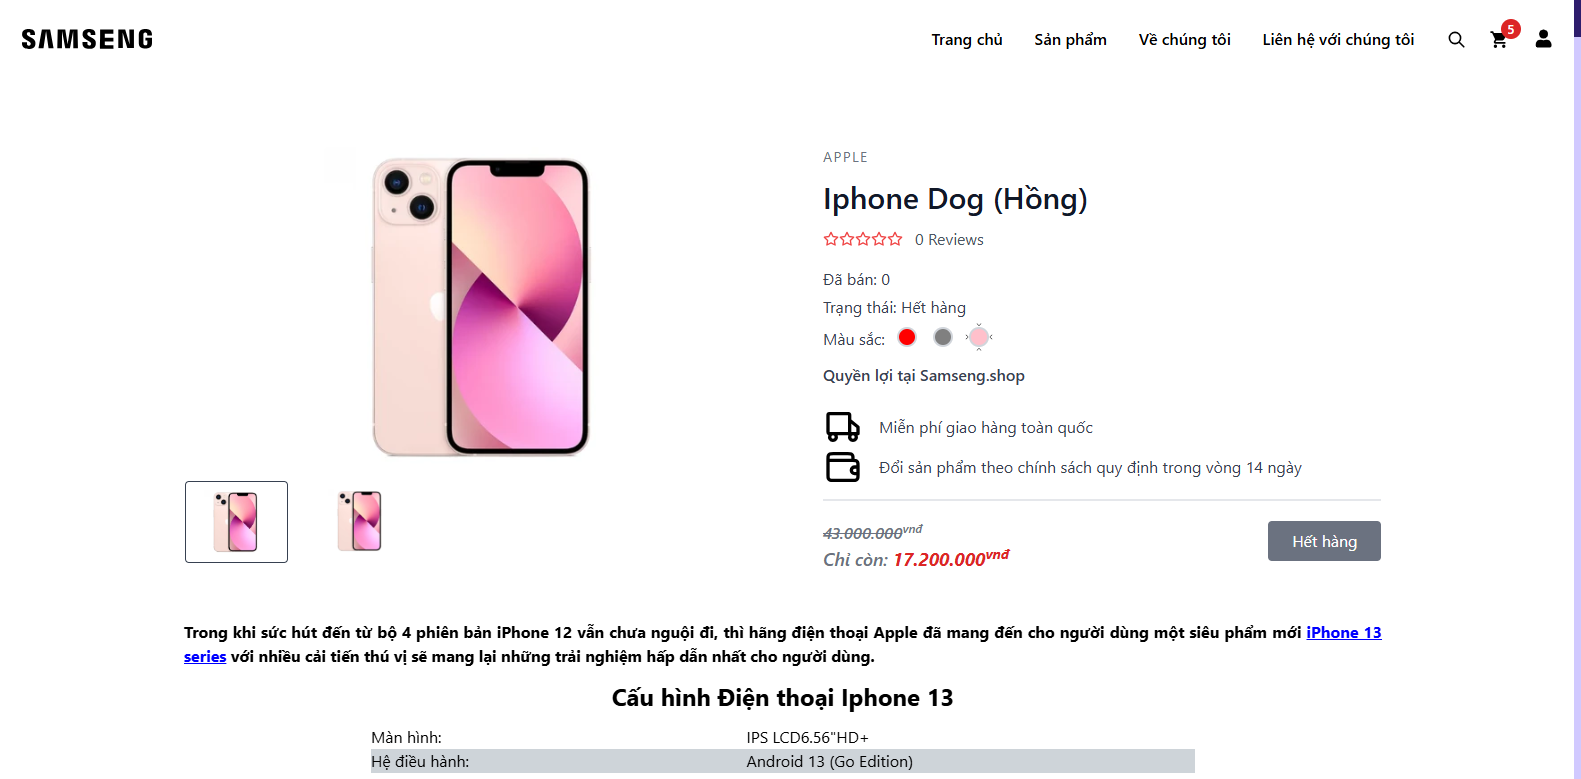 SAMSENG
Trang chủ Sản phẩm Về chúng tôi Liên hệ với chúng tôi 5
APPLE
Iphone Dog (Hồng)
0 Reviews
Đã bán: 0
Trạng thái: Hết hàng
Màu sắc:
Quyền lợi tại Samseng.shop
Miễn phí giao hàng toàn quốc
Đổi sản phẩm theo chính sách quy định trong vòng 14 ngày
43.000.000vnđ
Chỉ còn: 17.200.000vnđ
Hết hàng
Trong khi sức hút đến từ bộ 4 phiên bản iPhone 12 vẫn chưa nguội đi, thì hãng điện thoại Apple đã mang đến cho người dùng một siêu phẩm mới iPhone 13
series với nhiều cải tiến thú vị sẽ mang lại những trải nghiệm hấp dẫn nhất cho người dùng.
Cấu hình Điện thoại Iphone 13
Màn hình: IPS LCD6.56"HD+
Hệ điều hành: Android 13 (Go Edition)